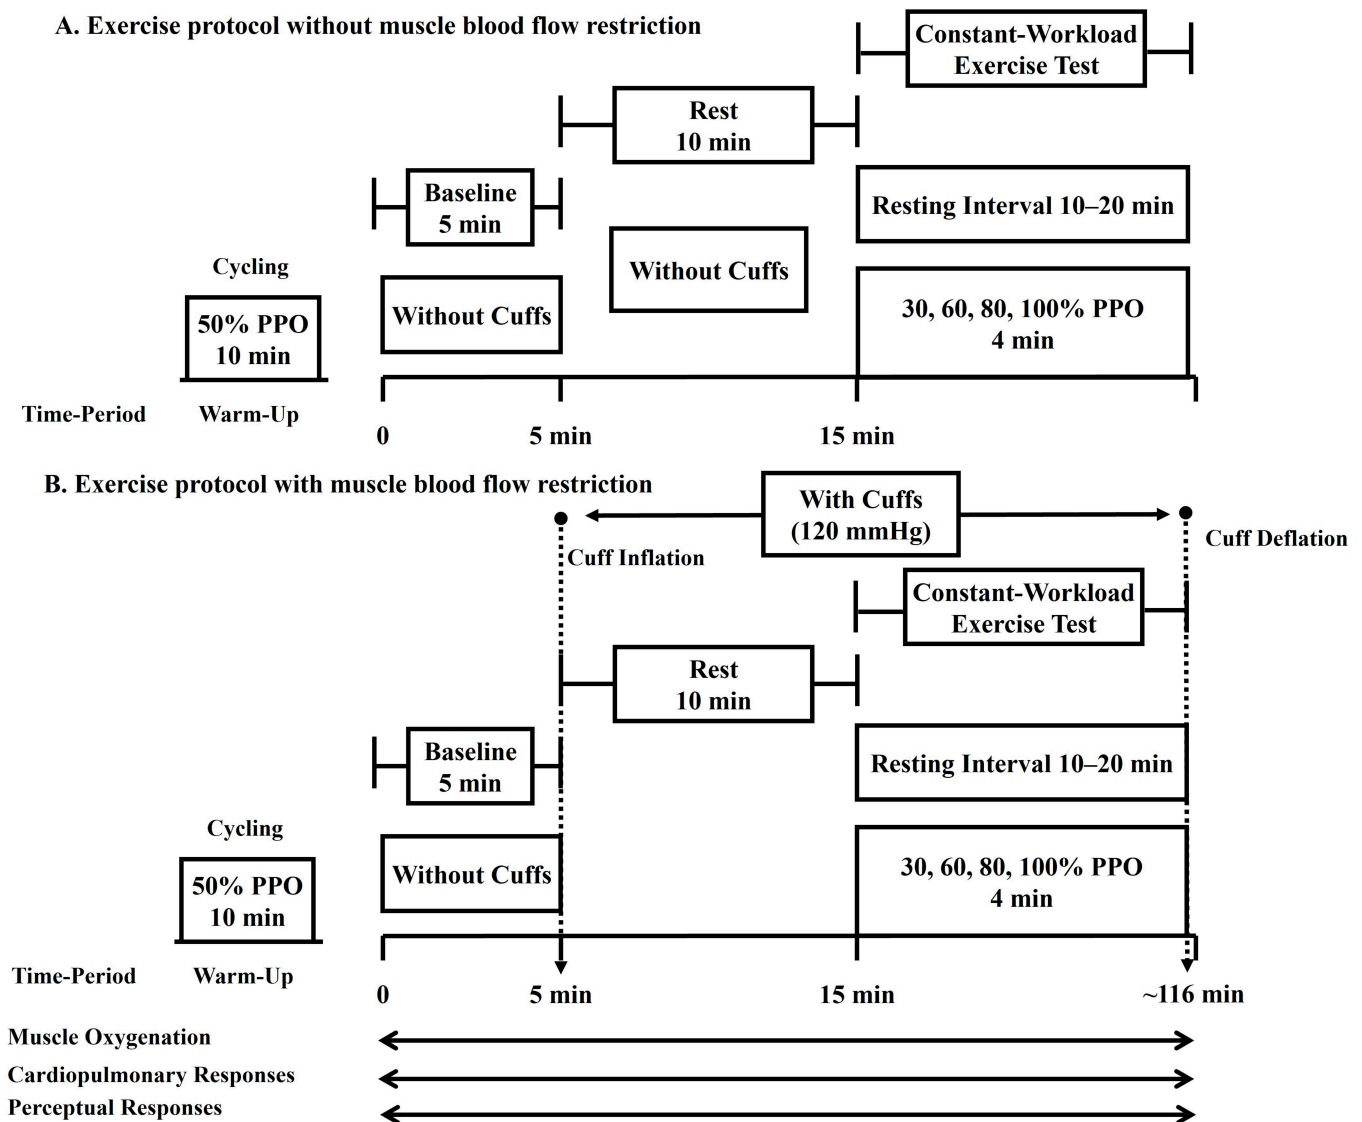 A. Exercise protocol without muscle blood flow restriction
Constant-Workload
Exercise Test
Rest
10 min
Baseline
5 min
Resting Interval 10–20 min
Without Cuffs
Cycling
50% PPO
10 min
Without Cuffs
30, 60, 80, 100% PPO
4 min
Time-Period
Warm-Up
0
5 min
15 min
B. Exercise protocol with muscle blood flow restriction
With Cuffs
(120 mmHg)
Cuff Inflation
Cuff Deflation
Constant-Workload
Exercise Test
Rest
10 min
Baseline
5 min
Resting Interval 10–20 min
Cycling
50% PPO
10 min
Without Cuffs
30, 60, 80, 100% PPO
4 min
Time-Period
Warm-Up
0
5 min
15 min
~116 min
Muscle Oxygenation
Cardiopulmonary Responses
Perceptual Responses